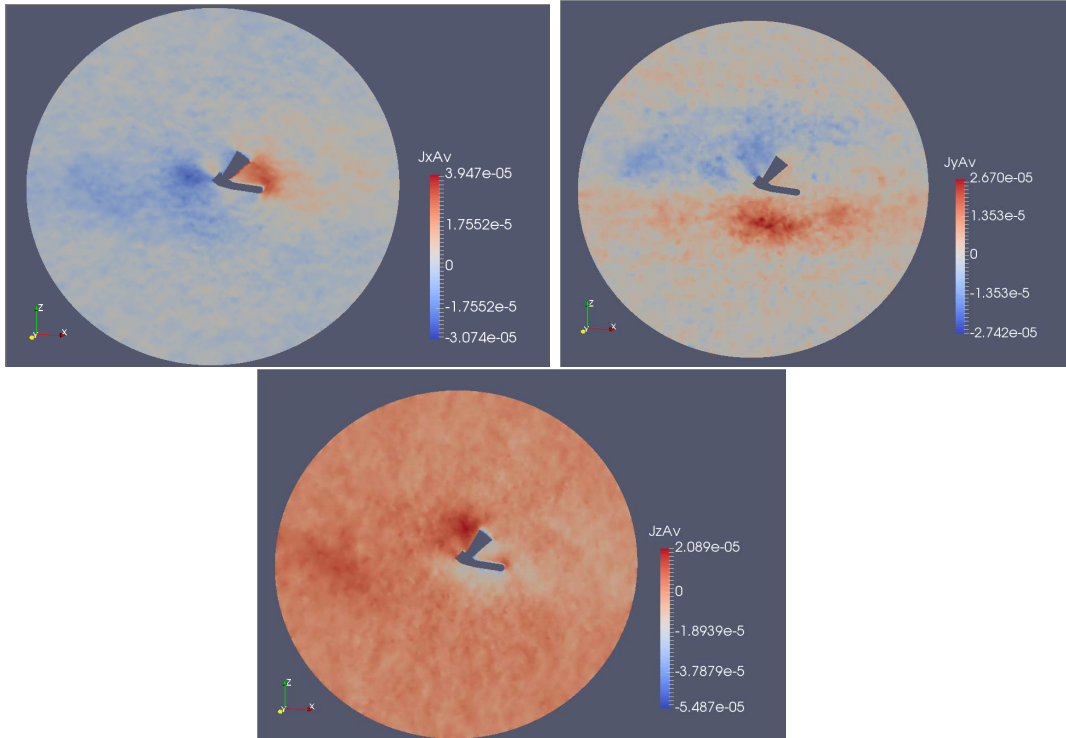 JxAv
3.947e-05
1.7552e-5
0
-1.7552e-5
-3.074e-05
Z
Y
X
JyAv
2.670e-05
1.353e-5
0
-1.353e-5
-2.742e-05
Z
Y
X
JzAv
2.089e-05
0
-1.8939e-5
-3.7879e-5
-5.487e-05
Z
Y
X